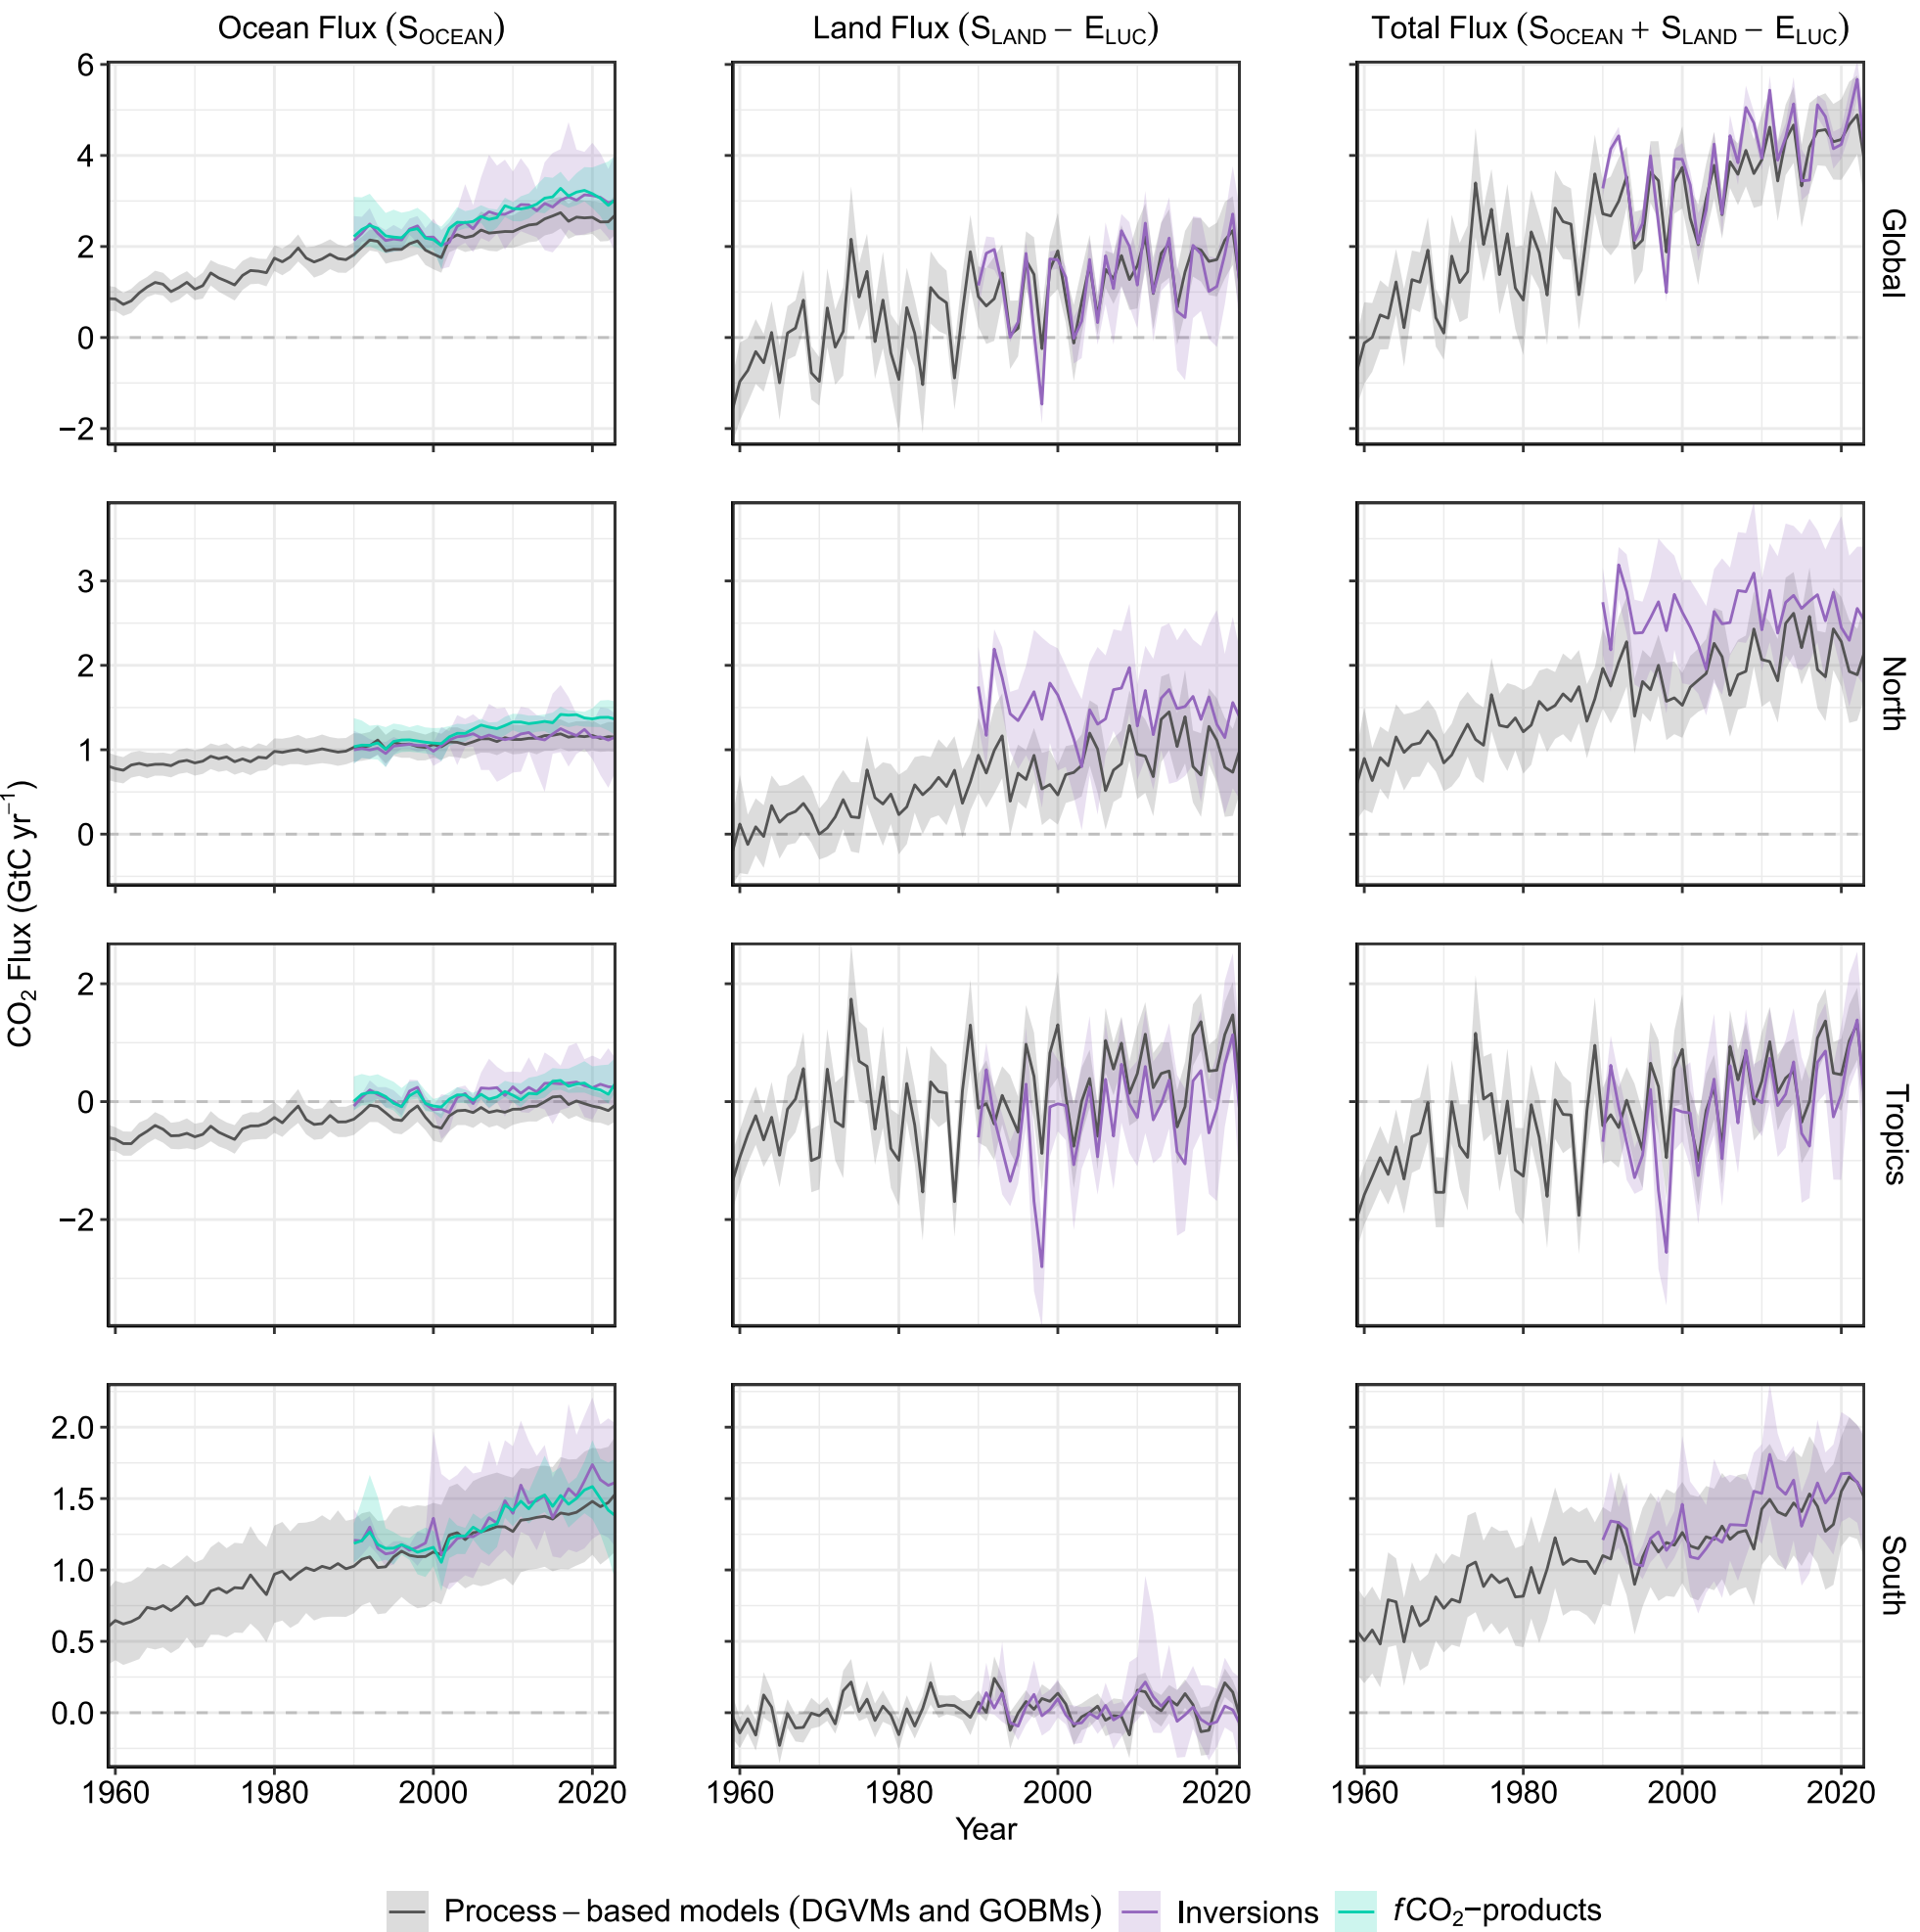 Ocean Flux (S_OCEAN)
Land Flux (S_LAND − E_LUC)
Total Flux (S_OCEAN + S_LAND − E_LUC)
6
4
2
0
−2
Global
3
2
1
0
North
CO₂ Flux (GtC yr⁻¹)
2
0
−2
Tropics
2.0
1.5
1.0
0.5
0.0
South
1960 1980 2000 2020 1960 1980 2000 2020 1960 1980 2000 2020
Year
Process − based models (DGVMs and GOBMs) Inversions fCO₂−products